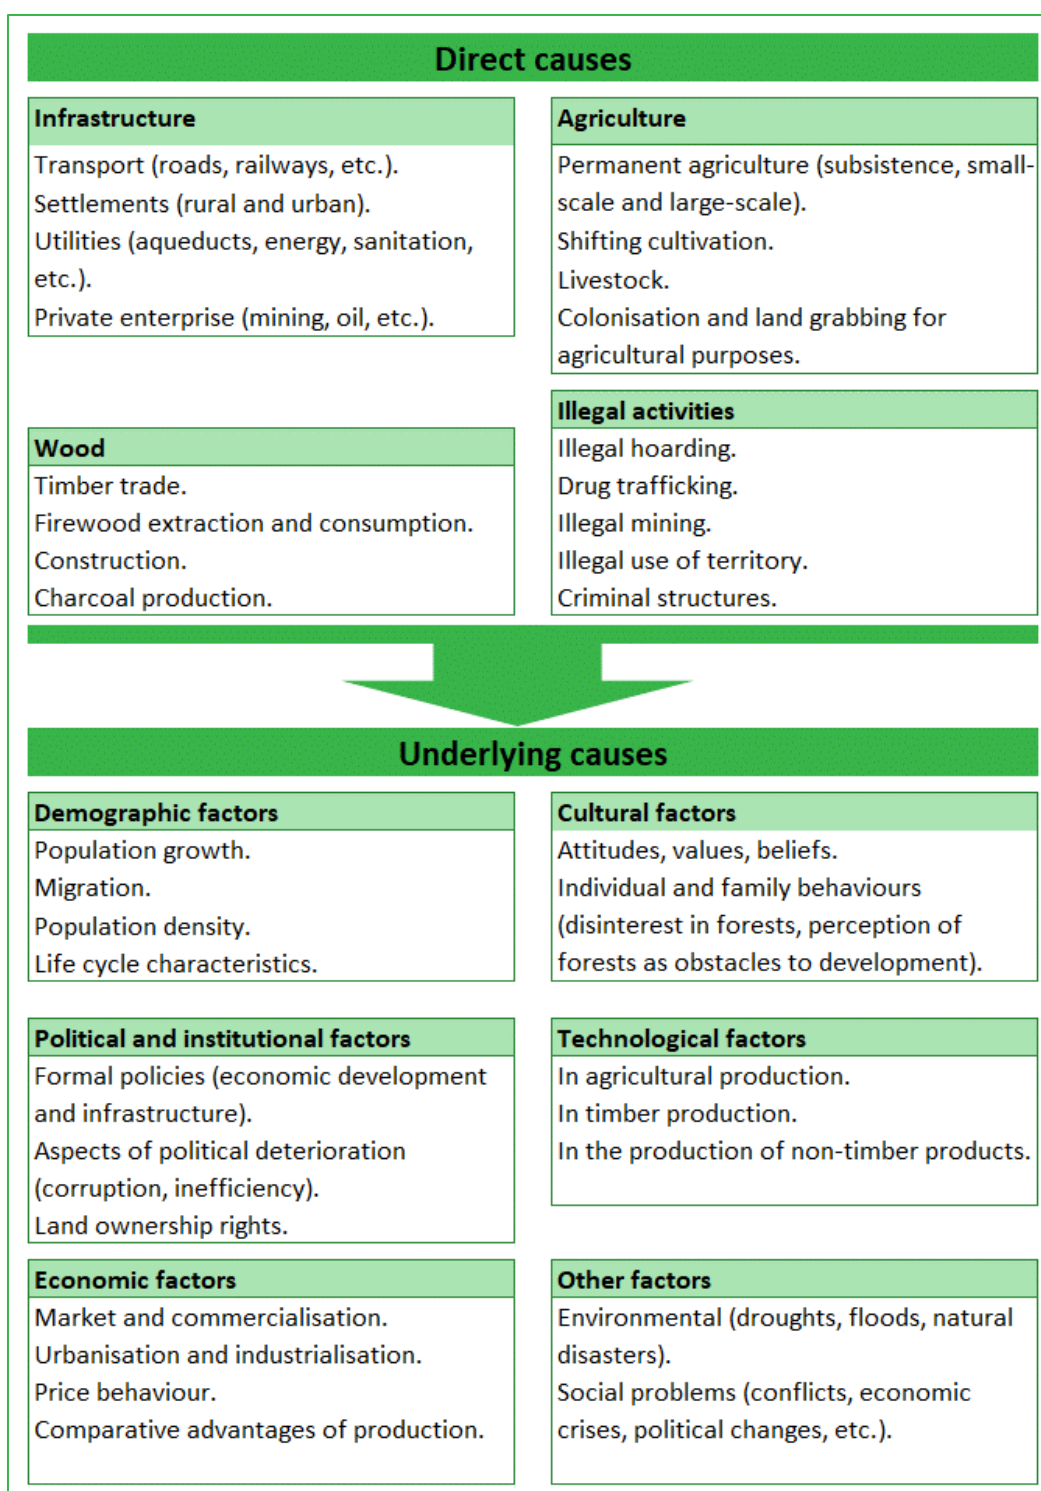 Direct causes
Infrastructure
Transport (roads, railways, etc.).
Settlements (rural and urban).
Utilities (aqueducts, energy, sanitation,
etc.).
Private enterprise (mining, oil, etc.).
Agriculture
Permanent agriculture (subsistence, small-
scale and large-scale).
Shifting cultivation.
Livestock.
Colonisation and land grabbing for
agricultural purposes.
Wood
Timber trade.
Firewood extraction and consumption.
Construction.
Charcoal production.
Illegal activities
Illegal hoarding.
Drug trafficking.
Illegal mining.
Illegal use of territory.
Criminal structures.
Underlying causes
Demographic factors
Population growth.
Migration.
Population density.
Life cycle characteristics.
Cultural factors
Attitudes, values, beliefs.
Individual and family behaviours
(disinterest in forests, perception of
forests as obstacles to development).
Political and institutional factors
Formal policies (economic development
and infrastructure).
Aspects of political deterioration
(corruption, inefficiency).
Land ownership rights.
Technological factors
In agricultural production.
In timber production.
In the production of non-timber products.
Economic factors
Market and commercialisation.
Urbanisation and industrialisation.
Price behaviour.
Comparative advantages of production.
Other factors
Environmental (droughts, floods, natural
disasters).
Social problems (conflicts, economic
crises, political changes, etc.).